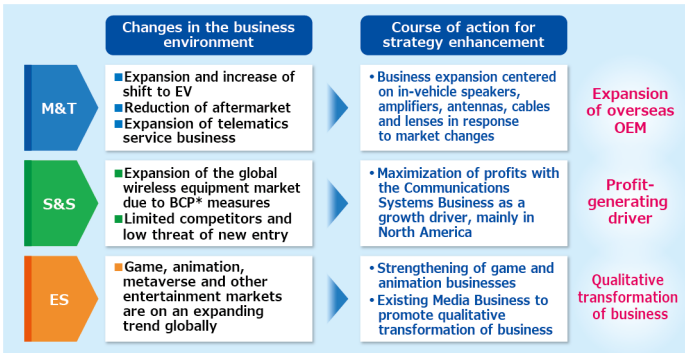 Changes in the business
environment
Course of action for
strategy enhancement
M&T
■Expansion and increase of
shift to EV
■Reduction of aftermarket
■Expansion of telematics
service business
• Business expansion centered
on in-vehicle speakers,
amplifiers, antennas, cables
and lenses in response
to market changes
Expansion
of overseas
OEM
S&S
■Expansion of the global
wireless equipment market
due to BCP* measures
■Limited competitors and
low threat of new entry
• Maximization of profits with
the Communications
Systems Business as a
growth driver, mainly in
North America
Profit-
generating
driver
ES
■Game, animation,
metaverse and other
entertainment markets
are on an expanding
trend globally
• Strengthening of game and
animation businesses
• Existing Media Business to
promote qualitative
transformation of business
Qualitative
transformation
of business